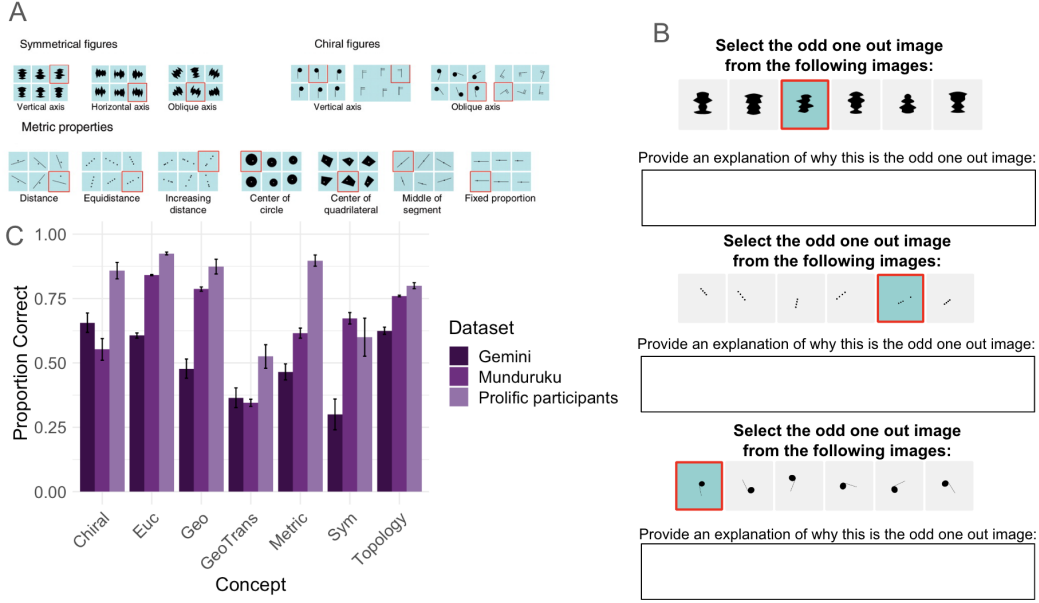 A
Symmetrical figures
Chiral figures
Vertical axis
Horizontal axis
Oblique axis
Vertical axis
Oblique axis
Metric properties
Distance
Equidistance
Increasing
distance
Center of
circle
Center of
quadrilateral
Middle of
segment
Fixed proportion
B
Select the odd one out image
from the following images:
Provide an explanation of why this is the odd one out image:
Select the odd one out image
from the following images:
Provide an explanation of why this is the odd one out image:
Select the odd one out image
from the following images:
Provide an explanation of why this is the odd one out image:
C
Proportion Correct
1.00
0.75
0.50
0.25
0.00
Chiral
Euc
Geo
GeoTrans
Metric
Sym
Topology
Concept
Dataset
Gemini
Munduruku
Prolific participants